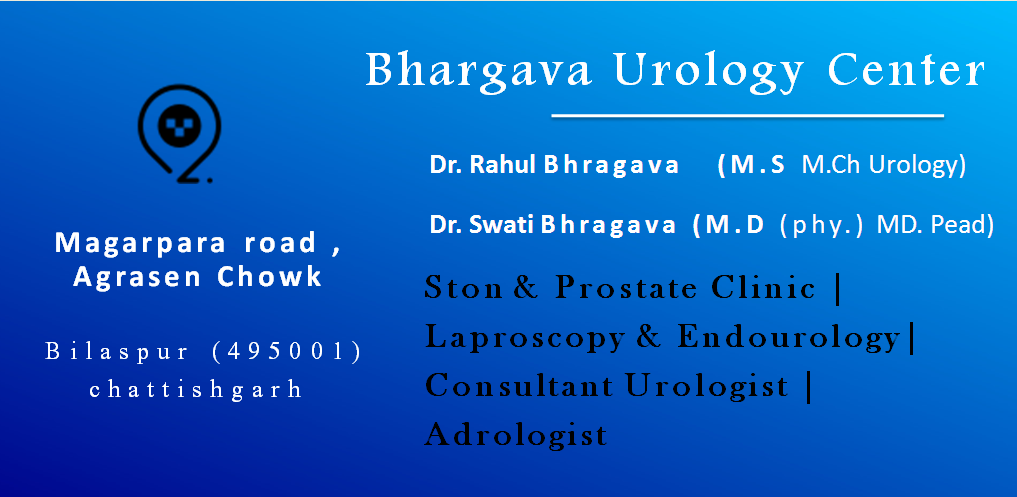 Bhargava Urology Center
Dr. Rahul Bhragava (M.S M.Ch Urology)
Dr. Swati Bhragava (M.D (phy.) MD. Pead)
Magarpara road ,
Agrasen Chowk
Bilaspur (495001)
chattishgarh
Ston & Prostate Clinic |
Laproscopy & Endourology|
Consultant Urologist |
Adrologist